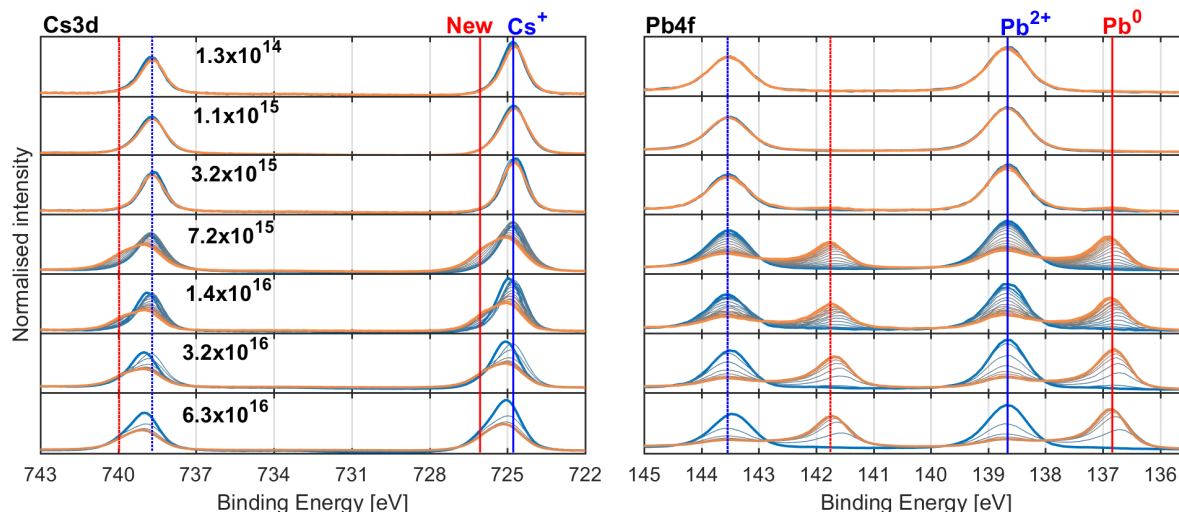 Cs3d
New Cs+
Pb4f
Pb2+
Pb0
Normalised intensity
1.3x10^14
1.1x10^15
3.2x10^15
7.2x10^15
1.4x10^16
3.2x10^16
6.3x10^16
743 740 737 734 731 728 725 722
Binding Energy [eV]
145 144 143 142 141 140 139 138 137 136
Binding Energy [eV]